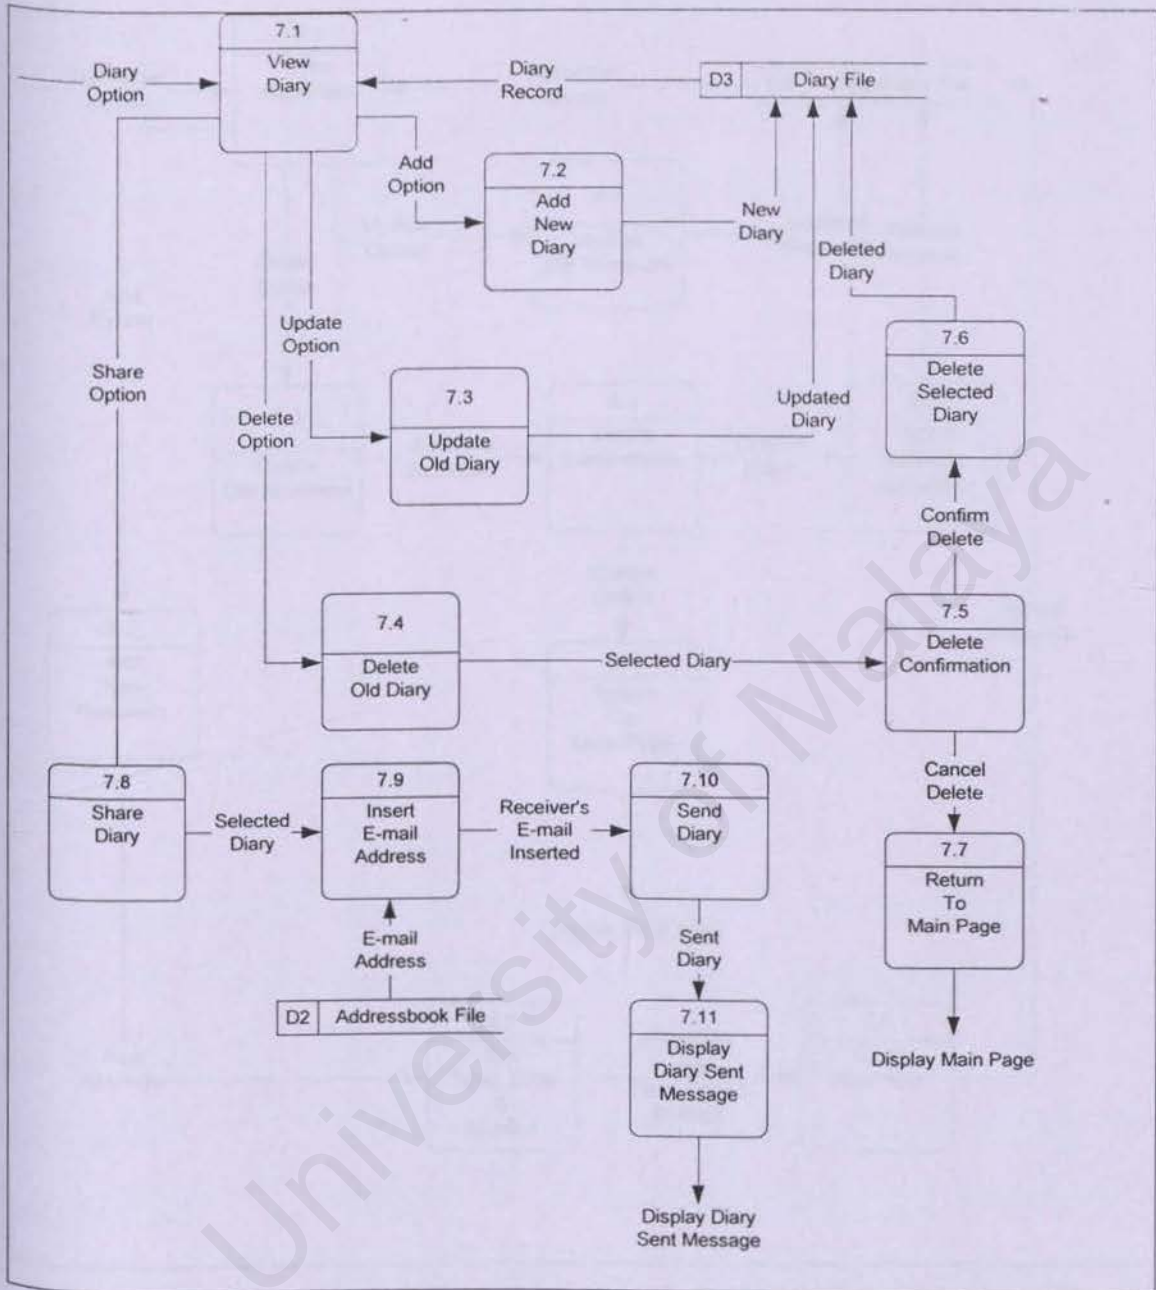 7.1
View
Diary
Diary
Option
Diary
Record
D3 Diary File
Add
Option
7.2
Add
New
Diary
New
Diary
Deleted
Diary
Update
Option
Share
Option
Delete
Option
7.3
Update
Old Diary
Updated
Diary
7.6
Delete
Selected
Diary
Confirm
Delete
7.4
Delete
Old Diary
Selected Diary
7.5
Delete
Confirmation
Cancel
Delete
7.8
Share
Diary
Selected
Diary
7.9
Insert
E-mail
Address
Receiver's
E-mail
Inserted
7.10
Send
Diary
7.7
Return
To
Main Page
E-mail
Address
Sent
Diary
D2 Addressbook File
7.11
Display
Diary Sent
Message
Display Main Page
Display Diary
Sent Message
University of Malaya